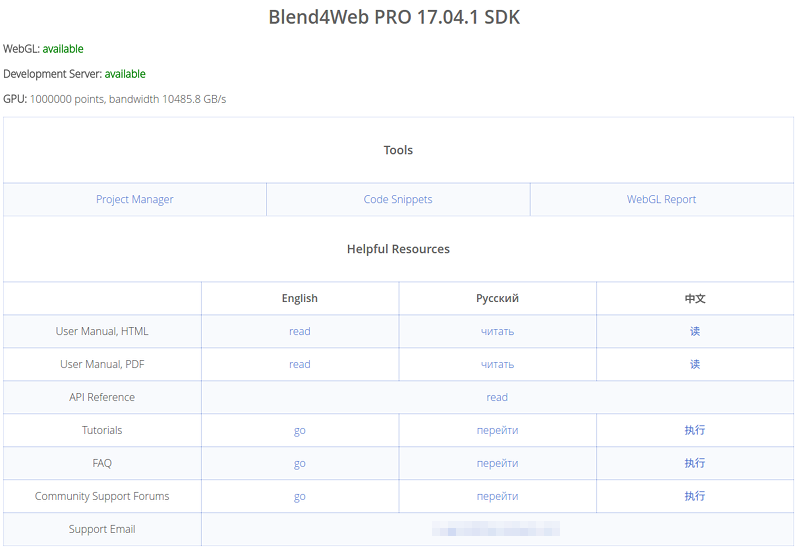 Blend4Web PRO 17.04.1 SDK
WebGL: available
Development Server: available
GPU: 1000000 points, bandwidth 10485.8 GB/s
Tools
Project Manager Code Snippets WebGL Report
Helpful Resources
English Русский 中文
User Manual, HTML read читать 读
User Manual, PDF read читать 读
API Reference read
Tutorials go перейти 执行
FAQ go перейти 执行
Community Support Forums go перейти 执行
Support Email